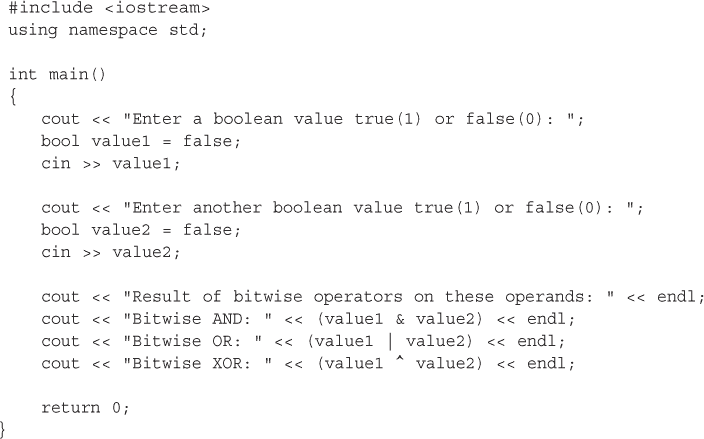 #include <iostream>
using namespace std;

int main()
{
    cout << "Enter a boolean value true(1) or false(0): ";
    bool value1 = false;
    cin >> value1;

    cout << "Enter another boolean value true(1) or false(0): ";
    bool value2 = false;
    cin >> value2;

    cout << "Result of bitwise operators on these operands: " << endl;
    cout << "Bitwise AND: " << (value1 & value2) << endl;
    cout << "Bitwise OR: " << (value1 | value2) << endl;
    cout << "Bitwise XOR: " << (value1 ^ value2) << endl;

    return 0;
}